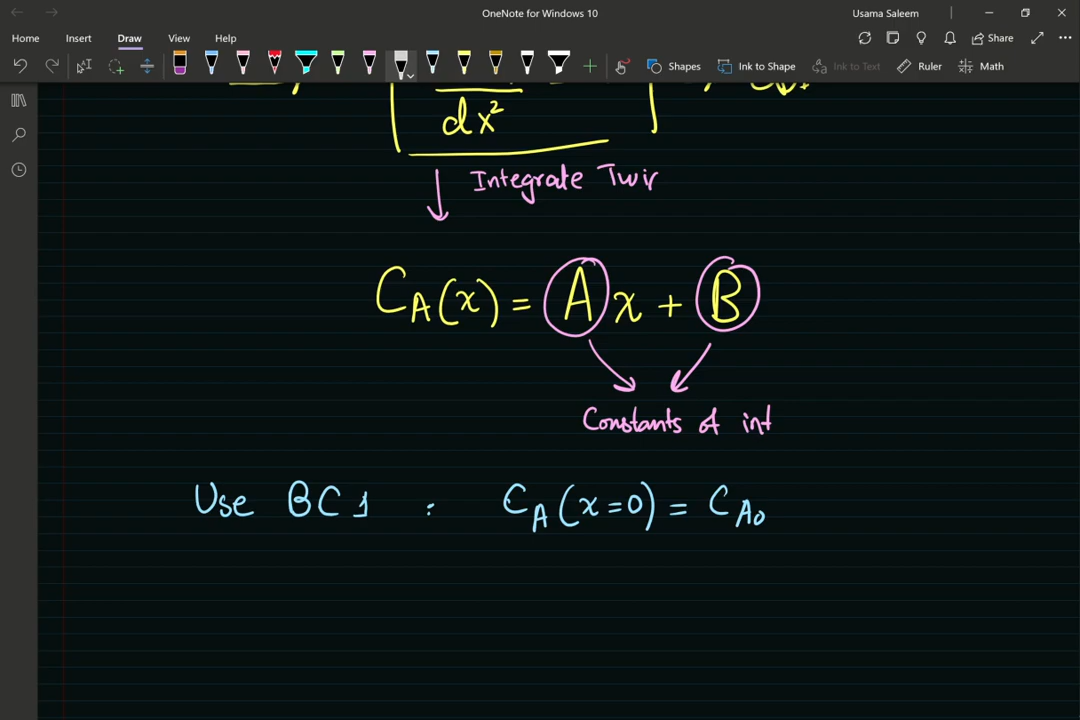 OneNote for Windows 10
Usama Saleem
Home Insert Draw View Help
Share
Shapes Ink to Shape Ink to Text Ruler Math
dx²
Integrate Twic
C_A(x) = A x + B
Constants of int
Use BC 1 : C_A(x=0) = C_A0